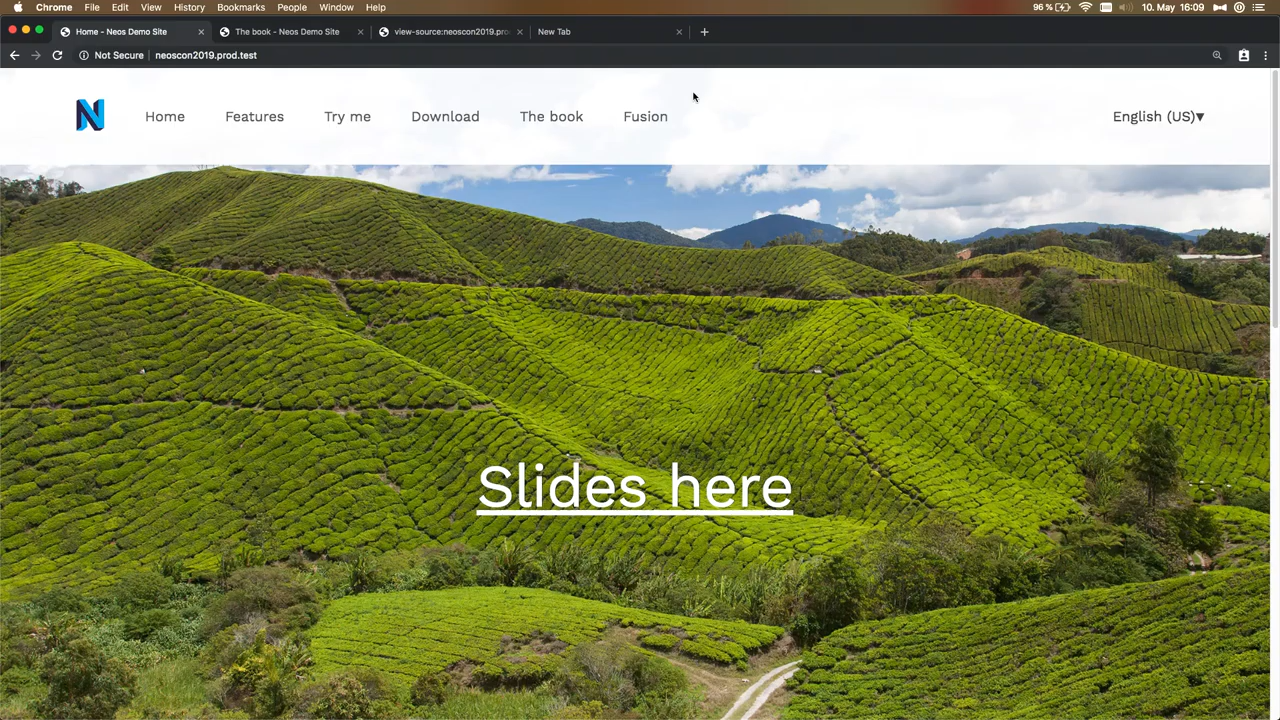 Chrome File Edit View History Bookmarks People Window Help 96 % 10. May 16:09
Home - Neos Demo Site The book - Neos Demo Site view-source:neoscon2019.pro New Tab
Not Secure neoscon2019.prod.test
N Home Features Try me Download The book Fusion English (US)▾
Slides here